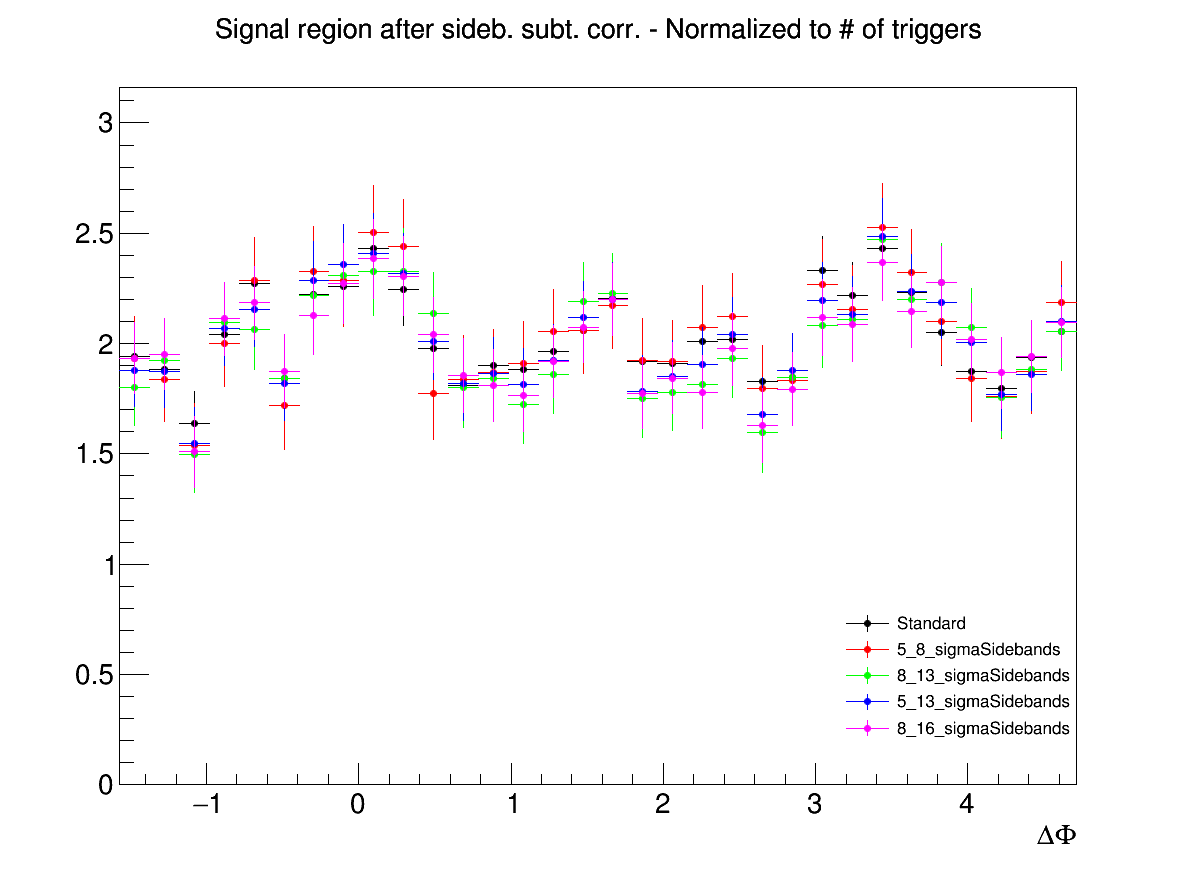 Signal region after sideb. subt. corr. - Normalized to # of triggers
3
2.5
2
1.5
1
0.5
0
−1 0 1 2 3 4
ΔΦ
Standard
5_8_sigmaSidebands
8_13_sigmaSidebands
5_13_sigmaSidebands
8_16_sigmaSidebands